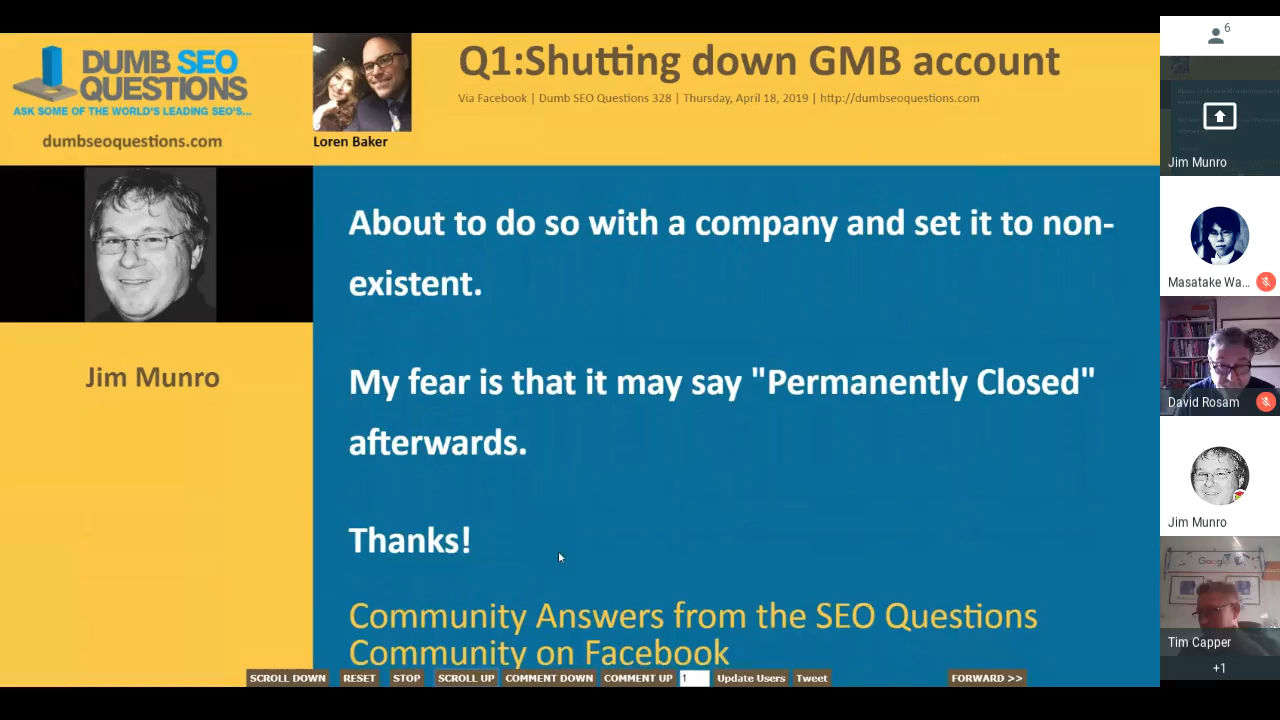 DUMB SEO
QUESTIONS
ASK SOME OF THE WORLD'S LEADING SEO'S...
dumbseoquestions.com
Loren Baker
Q1:Shutting down GMB account
Via Facebook | Dumb SEO Questions 328 | Thursday, April 18, 2019 | http://dumbseoquestions.com
Jim Munro
About to do so with a company and set it to non-
existent.
My fear is that it may say "Permanently Closed"
afterwards.
Thanks!
Community Answers from the SEO Questions
Community on Facebook
SCROLL DOWN
RESET
STOP
SCROLL UP
COMMENT DOWN
COMMENT UP
1
Update Users
Tweet
FORWARD >>
6
Jim Munro
Masatake Wa...
David Rosam
Jim Munro
Google
Tim Capper
+1